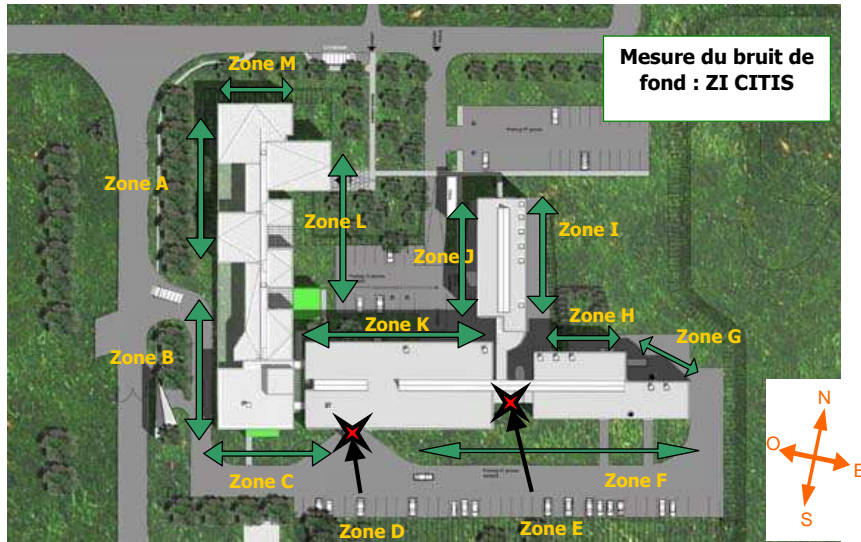 Zone M
Mesure du bruit de
fond : ZI CITIS
Zone A
Zone L
Zone I
Zone J
Zone H
Zone K
Zone G
Zone B
N
O
E
S
Zone C
Zone F
Zone D
Zone E